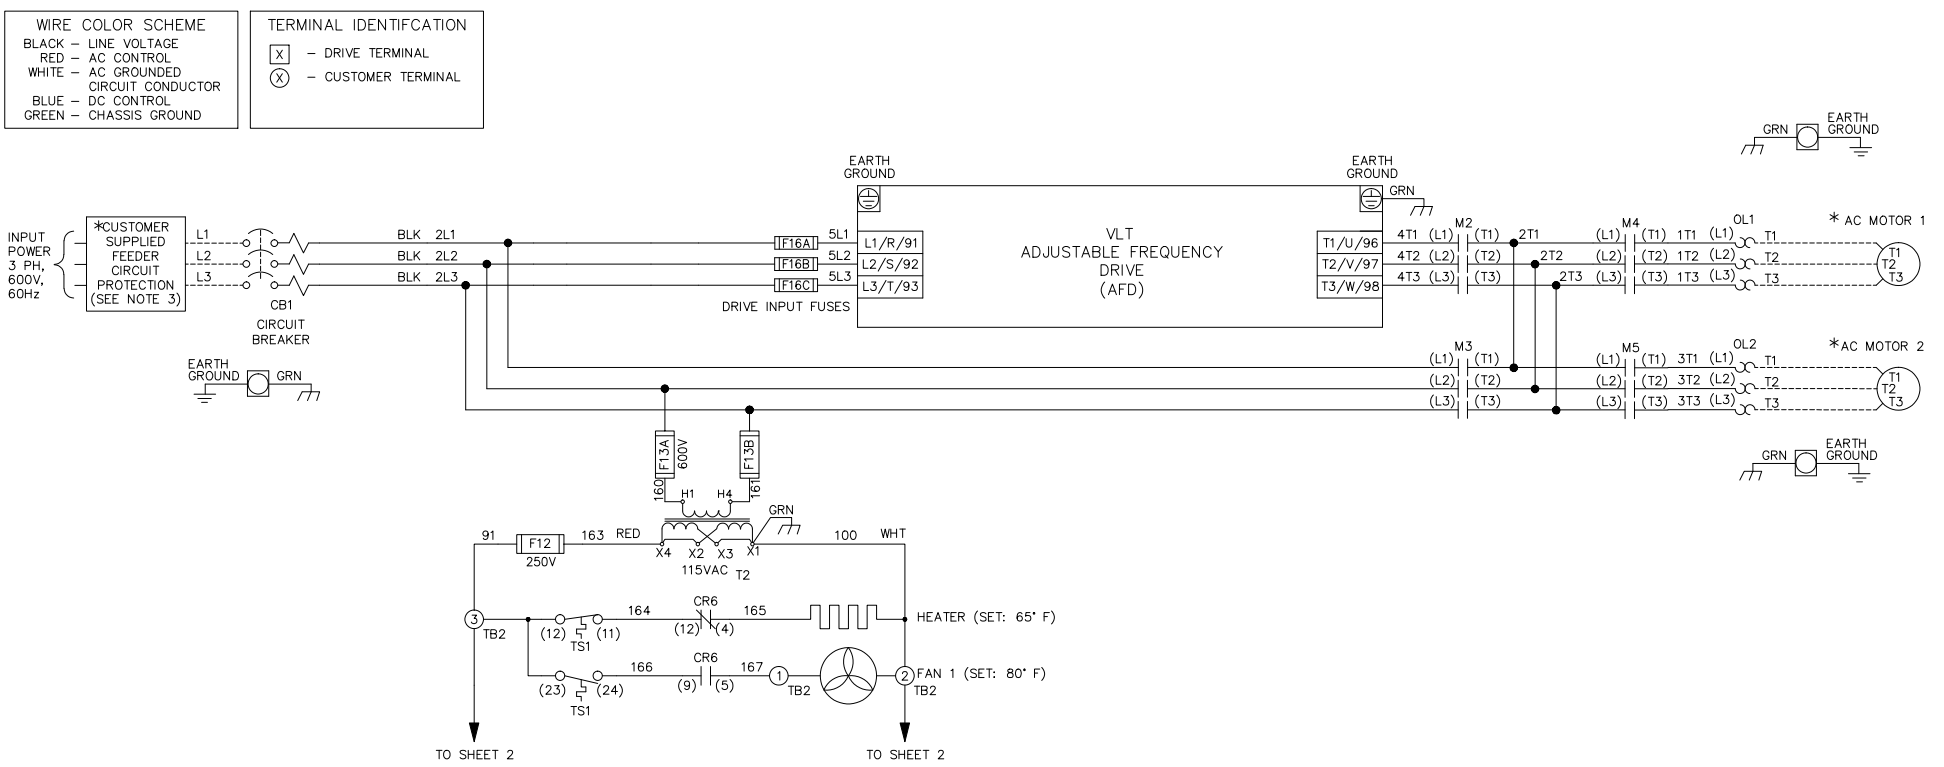 WIRE COLOR SCHEME
BLACK – LINE VOLTAGE
RED – AC CONTROL
WHITE – AC GROUNDED
CIRCUIT CONDUCTOR
BLUE – DC CONTROL
GREEN – CHASSIS GROUND
TERMINAL IDENTIFCATION
X – DRIVE TERMINAL
X – CUSTOMER TERMINAL
INPUT
POWER
3 PH,
600V,
60Hz
*CUSTOMER
SUPPLIED
FEEDER
CIRCUIT
PROTECTION
(SEE NOTE 3)
L1
L2
L3
CB1
CIRCUIT
BREAKER
BLK 2L1
BLK 2L2
BLK 2L3
F16A 5L1
F16B 5L2
F16C 5L3
DRIVE INPUT FUSES
EARTH
GROUND
L1/R/91
L2/S/92
L3/T/93
VLT
ADJUSTABLE FREQUENCY
DRIVE
(AFD)
EARTH
GROUND
GRN
T1/U/96
T2/V/97
T3/W/98
M2
4T1 (L1) (T1)
4T2 (L2) (T2)
4T3 (L3) (T3)
2T1
2T2
2T3
M4
(L1) (T1) 1T1 (L1)
(L2) (T2) 1T2 (L2)
(L3) (T3) 1T3 (L3)
OL1
T1
T2
T3
* AC MOTOR 1
T1
T2
T3
GRN
EARTH
GROUND
EARTH
GROUND
GRN
M3
(L1) (T1)
(L2) (T2)
(L3) (T3)
M5
(L1) (T1) 3T1 (L1)
(L2) (T2) 3T2 (L2)
(L3) (T3) 3T3 (L3)
OL2
T1
T2
T3
*AC MOTOR 2
T1
T2
T3
GRN
EARTH
GROUND
F13A
600V
F13B
160
161
H1 H4
GRN
91 F12 163 RED
250V
X4 X2 X3 X1
100 WHT
115VAC T2
3
TB2
(12) (11)
TS1
164
CR6
(12) (4)
165
HEATER (SET: 65° F)
(23) (24)
TS1
166
CR6
(9) (5)
167
1
TB2
2
TB2
FAN 1 (SET: 80° F)
TO SHEET 2
TO SHEET 2